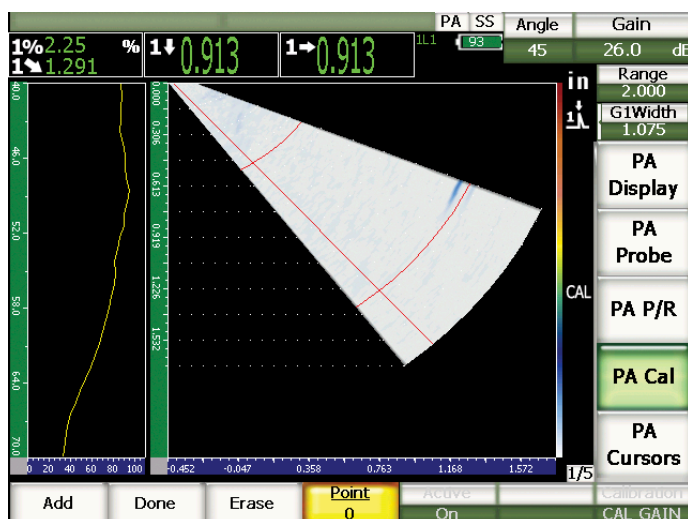 PA SS Angle Gain
45 26.0 dB
1% 2.25 %
1 1.291
1 0.913
1 0.913
1L1 93
Range
2.000
G1Width
1.075
in
1
PA
Display
PA
Probe
PA P/R
PA Cal
PA
Cursors
CAL
40.0
46.0
52.0
58.0
64.0
70.0
0.000
0.306
0.613
0.919
1.226
1.532
0 20 40 60 80 100
-0.452 -0.047 0.358 0.763 1.168 1.572
1/5
Add Done Erase
Point
0
Active
On
Calibration
CAL GAIN